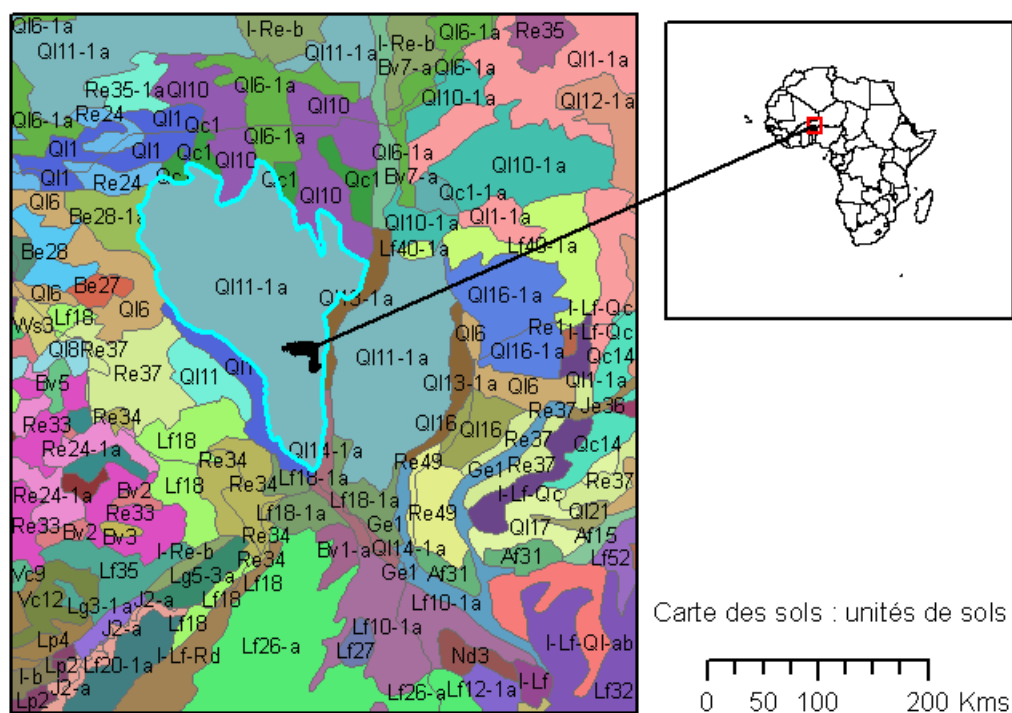 Ql6-1a
I-Re-b
Ql6-1a
Re35
Ql11-1a
Ql11-1a
I-Re-b
Ql1-1a
Bv7-a
Ql6-1a
Re35-1a
Ql10
Ql10
Ql10-1a
Ql12-1a
Re24
Ql6-1a
Ql1
Qc1
Ql6-1a
Ql6-1a
Ql1
Ql1
Qc1
Ql10
Qc1
Bv7-a
Ql10-1a
Ql1
Re24
Qc
Ql10
Qc1-1a
Ql6
Be28-1a
Ql10-1a
Ql1-1a
Be28
Lf40-1a
Lf40-1a
Be27
Ql6
Ql6
Ql11-1a
Ql13-1a
Ql16-1a
I-Lf-Qc
Ws3
Lf18
Ql6
Re1
I-Lf-Qc
Ql8
Re37
Ql11-1a
Ql16-1a
Qc14
Re37
Ql11
Ql1
Bv5
Ql13-1a
Ql6
Ql1-1a
Re33
Re34
Ql16
Ql16
Re37
Je36
Re24-1a
Lf18
Re34
Ql14-1a
Re49
Ge1
Re37
Re37
Qc14
Re24-1a
Bv2
Lf18
Re34
Lf18-1a
Lf18-1a
I-Lf-Qc
Re37
Re33
Re33
Lf18-1a
Ge1
Re49
Ql17
Ql21
Bv2
Bv3
Re34
Af15
I-Re-b
Re34
Bv1-a
Ql14-1a
Af31
Lf52
Vc9
Lf35
Lg5-3a
Lf18
Ge1
Af31
Vc12
Lg3-1a
J2-a
Lf18
Lf10-1a
J2-a
Lf18
Lf10-1a
Lp4
Lf20-1a
I-Lf-Rd
Lf26-a
Lf27
Nd3
I-Lf-Ql-ab
I-b
Lp2
J2-a
I-Lf
Lp2
Lf26-a
Lf12-1a
Lf32
Carte des sols : unités de sols
0 50 100 200 Kms